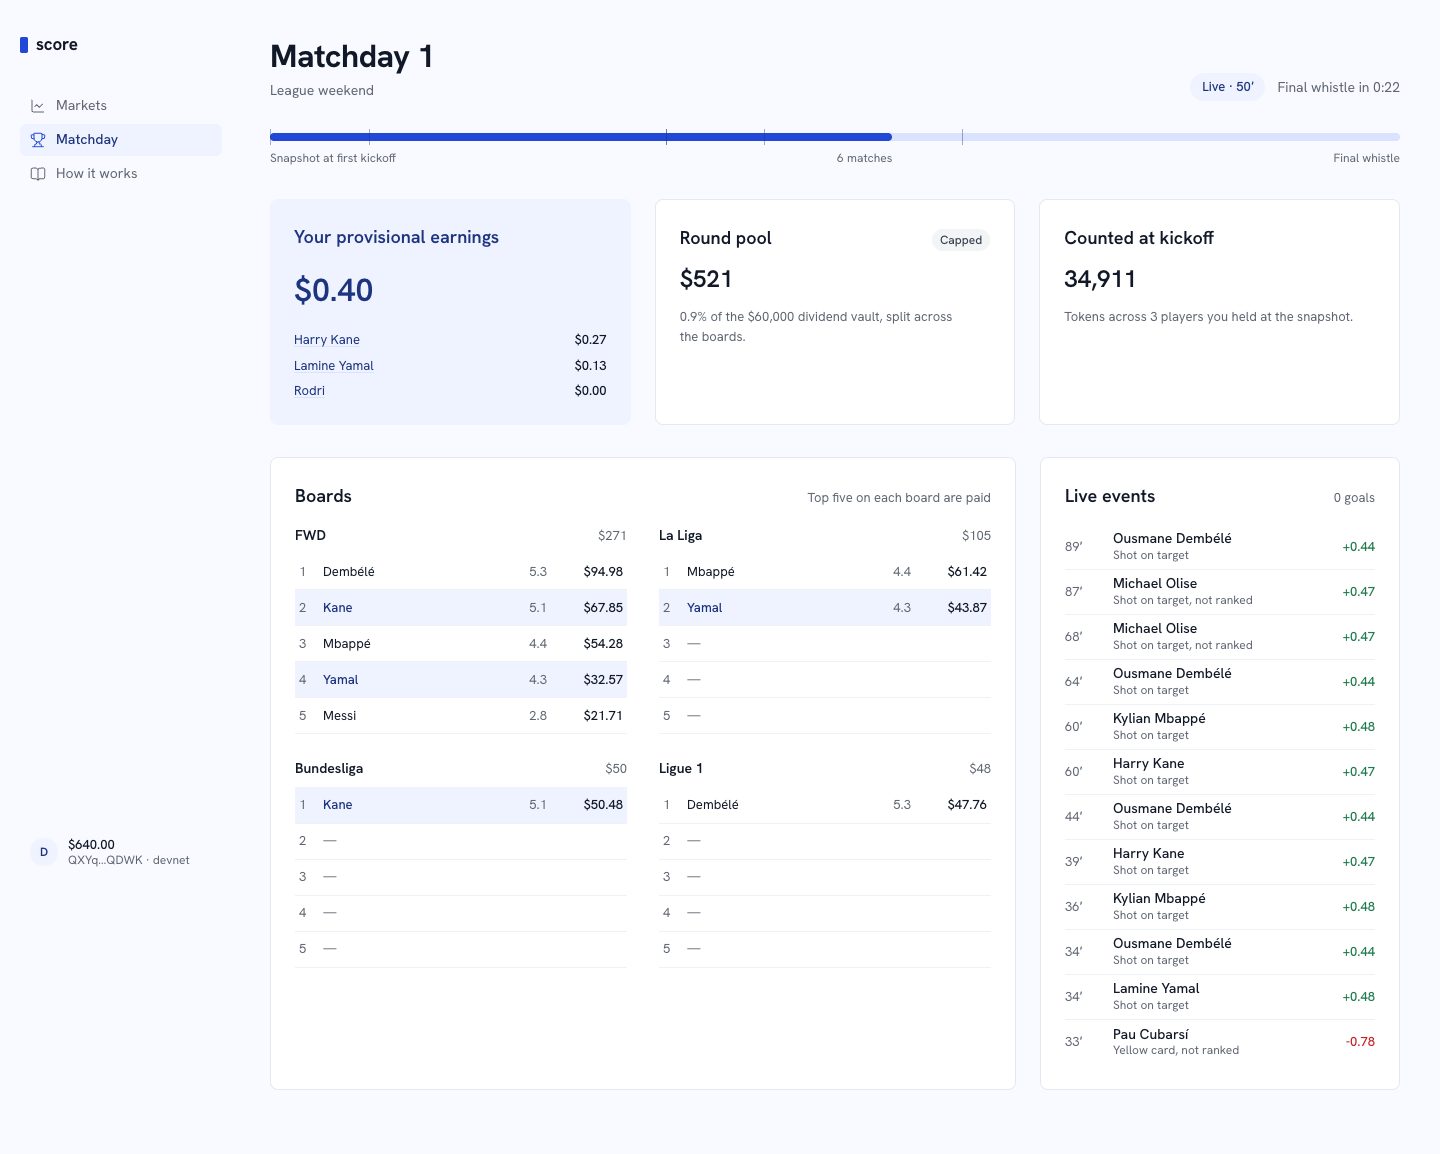 score
Markets
Matchday
How it works
$640.00
QXYq…QDWK · devnet
D
Matchday 1
League weekend
Live · 50’
Final whistle in 0:22
Snapshot at first kickoff
6 matches
Final whistle
Your provisional earnings
$0.40
Harry Kane $0.27
Lamine Yamal $0.13
Rodri $0.00
Round pool
Capped
$521
0.9% of the $60,000 dividend vault, split across
the boards.
Counted at kickoff
34,911
Tokens across 3 players you held at the snapshot.
Boards
Top five on each board are paid
FWD $271
1 Dembélé 5.3 $94.98
2 Kane 5.1 $67.85
3 Mbappé 4.4 $54.28
4 Yamal 4.3 $32.57
5 Messi 2.8 $21.71
La Liga $105
1 Mbappé 4.4 $61.42
2 Yamal 4.3 $43.87
3 —
4 —
5 —
Bundesliga $50
1 Kane 5.1 $50.48
2 —
3 —
4 —
5 —
Ligue 1 $48
1 Dembélé 5.3 $47.76
2 —
3 —
4 —
5 —
Live events
0 goals
89’ Ousmane Dembélé +0.44
Shot on target
87’ Michael Olise +0.47
Shot on target, not ranked
68’ Michael Olise +0.47
Shot on target, not ranked
64’ Ousmane Dembélé +0.44
Shot on target
60’ Kylian Mbappé +0.48
Shot on target
60’ Harry Kane +0.47
Shot on target
44’ Ousmane Dembélé +0.44
Shot on target
39’ Harry Kane +0.47
Shot on target
36’ Kylian Mbappé +0.48
Shot on target
34’ Ousmane Dembélé +0.44
Shot on target
34’ Lamine Yamal +0.48
Shot on target
33’ Pau Cubarsí -0.78
Yellow card, not ranked